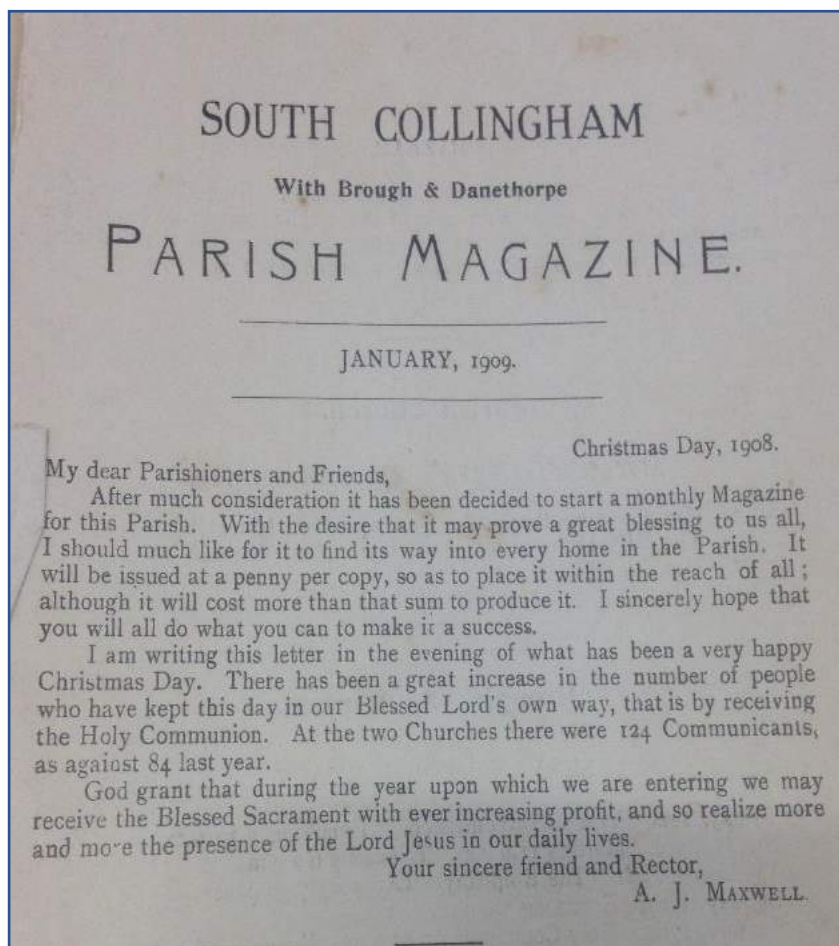 SOUTH COLLINGHAM
With Brough & Danethorpe
PARISH MAGAZINE.
JANUARY, 1909.
Christmas Day, 1908.
My dear Parishioners and Friends,
After much consideration it has been decided to start a monthly Magazine
for this Parish. With the desire that it may prove a great blessing to us all,
I should much like for it to find its way into every home in the Parish. It
will be issued at a penny per copy, so as to place it within the reach of all ;
although it will cost more than that sum to produce it. I sincerely hope that
you will all do what you can to make it a success.
I am writing this letter in the evening of what has been a very happy
Christmas Day. There has been a great increase in the number of people
who have kept this day in our Blessed Lord's own way, that is by receiving
the Holy Communion. At the two Churches there were 124 Communicants,
as against 84 last year.
God grant that during the year upon which we are entering we may
receive the Blessed Sacrament with ever increasing profit, and so realize more
and more the presence of the Lord Jesus in our daily lives.
Your sincere friend and Rector,
A. J. MAXWELL.